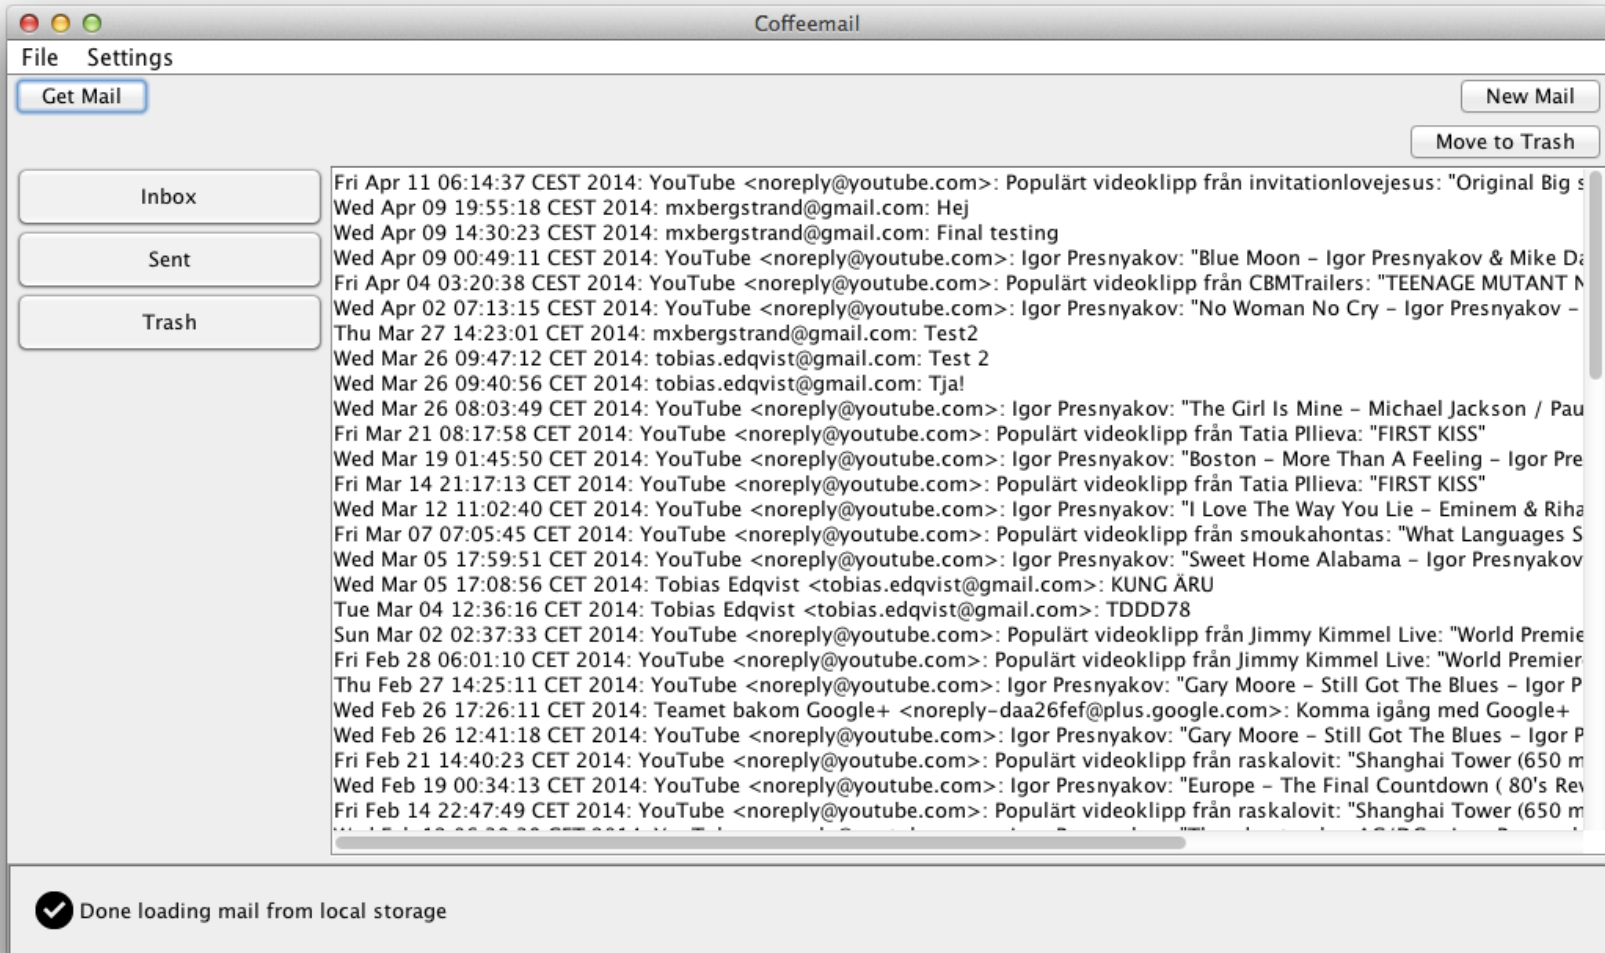 Coffeemail
File Settings
Get Mail
New Mail
Move to Trash
Inbox
Sent
Trash
Fri Apr 11 06:14:37 CEST 2014: YouTube <noreply@youtube.com>: Populärt videoklipp från invitationlovejesus: "Original Big
Wed Apr 09 19:55:18 CEST 2014: mxbergstrand@gmail.com: Hej
Wed Apr 09 14:30:23 CEST 2014: mxbergstrand@gmail.com: Final testing
Wed Apr 09 00:49:11 CEST 2014: YouTube <noreply@youtube.com>: Igor Presnyakov: "Blue Moon – Igor Presnyakov & Mike Da
Fri Apr 04 03:20:38 CEST 2014: YouTube <noreply@youtube.com>: Populärt videoklipp från CBMTrailers: "TEENAGE MUTANT N
Wed Apr 02 07:13:15 CEST 2014: YouTube <noreply@youtube.com>: Igor Presnyakov: "No Woman No Cry – Igor Presnyakov –
Thu Mar 27 14:23:01 CET 2014: mxbergstrand@gmail.com: Test2
Wed Mar 26 09:47:12 CET 2014: tobias.edqvist@gmail.com: Test 2
Wed Mar 26 09:40:56 CET 2014: tobias.edqvist@gmail.com: Tja!
Wed Mar 26 08:03:49 CET 2014: YouTube <noreply@youtube.com>: Igor Presnyakov: "The Girl Is Mine – Michael Jackson / Pau
Fri Mar 21 08:17:58 CET 2014: YouTube <noreply@youtube.com>: Populärt videoklipp från Tatia PIlieva: "FIRST KISS"
Wed Mar 19 01:45:50 CET 2014: YouTube <noreply@youtube.com>: Igor Presnyakov: "Boston – More Than A Feeling – Igor Pre
Fri Mar 14 21:17:13 CET 2014: YouTube <noreply@youtube.com>: Populärt videoklipp från Tatia PIlieva: "FIRST KISS"
Wed Mar 12 11:02:40 CET 2014: YouTube <noreply@youtube.com>: Igor Presnyakov: "I Love The Way You Lie – Eminem & Riha
Fri Mar 07 07:05:45 CET 2014: YouTube <noreply@youtube.com>: Populärt videoklipp från smoukahontas: "What Languages S
Wed Mar 05 17:59:51 CET 2014: YouTube <noreply@youtube.com>: Igor Presnyakov: "Sweet Home Alabama – Igor Presnyakov
Wed Mar 05 17:08:56 CET 2014: Tobias Edqvist <tobias.edqvist@gmail.com>: KUNG ÄRU
Tue Mar 04 12:36:16 CET 2014: Tobias Edqvist <tobias.edqvist@gmail.com>: TDDD78
Sun Mar 02 02:37:33 CET 2014: YouTube <noreply@youtube.com>: Populärt videoklipp från Jimmy Kimmel Live: "World Premie
Fri Feb 28 06:01:10 CET 2014: YouTube <noreply@youtube.com>: Populärt videoklipp från Jimmy Kimmel Live: "World Premier
Thu Feb 27 14:25:11 CET 2014: YouTube <noreply@youtube.com>: Igor Presnyakov: "Gary Moore – Still Got The Blues – Igor P
Wed Feb 26 17:26:11 CET 2014: Teamet bakom Google+ <noreply-daa26fef@plus.google.com>: Komma igång med Google+
Wed Feb 26 12:41:18 CET 2014: YouTube <noreply@youtube.com>: Igor Presnyakov: "Gary Moore – Still Got The Blues – Igor P
Fri Feb 21 14:40:23 CET 2014: YouTube <noreply@youtube.com>: Populärt videoklipp från raskalovit: "Shanghai Tower (650 m
Wed Feb 19 00:34:13 CET 2014: YouTube <noreply@youtube.com>: Igor Presnyakov: "Europe – The Final Countdown ( 80's Rev
Fri Feb 14 22:47:49 CET 2014: YouTube <noreply@youtube.com>: Populärt videoklipp från raskalovit: "Shanghai Tower (650 m
Done loading mail from local storage